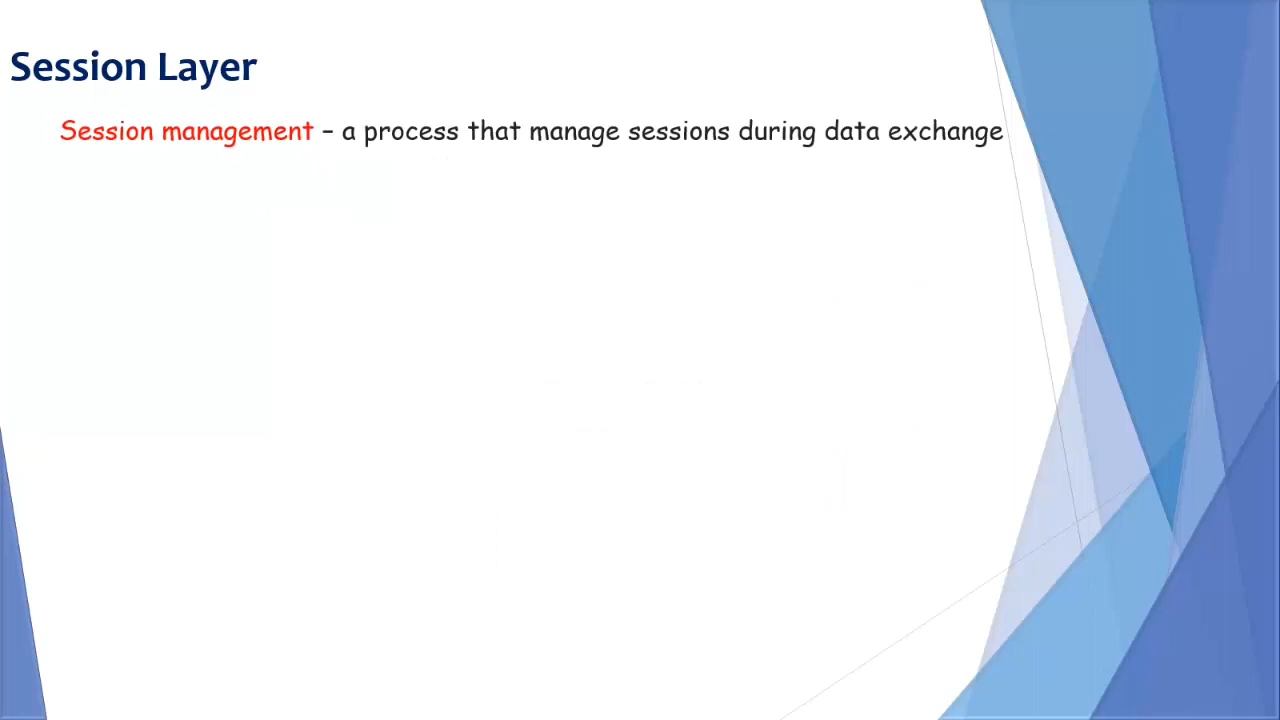 Session Layer
Session management – a process that manage sessions during data exchange